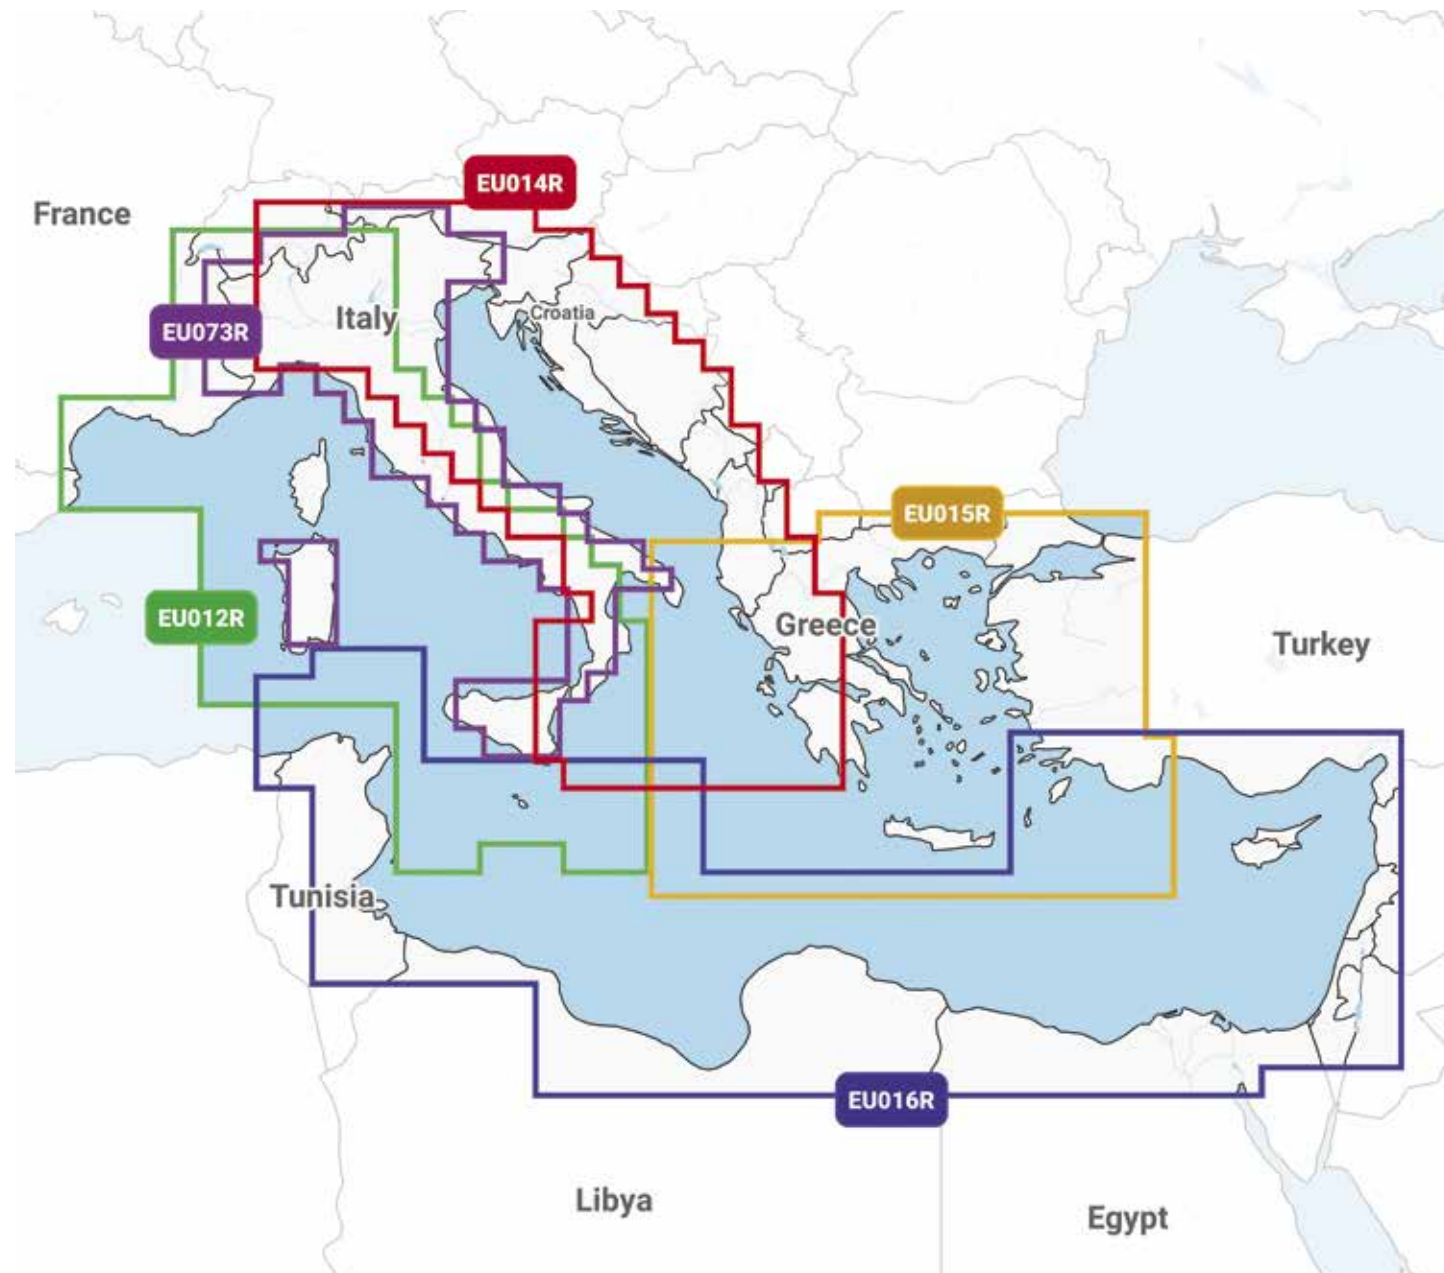 EU014R
France
Croatia
Italy
EU073R
EU015R
EU012R
Greece
Turkey
Tunisia
EU016R
Libya
Egypt